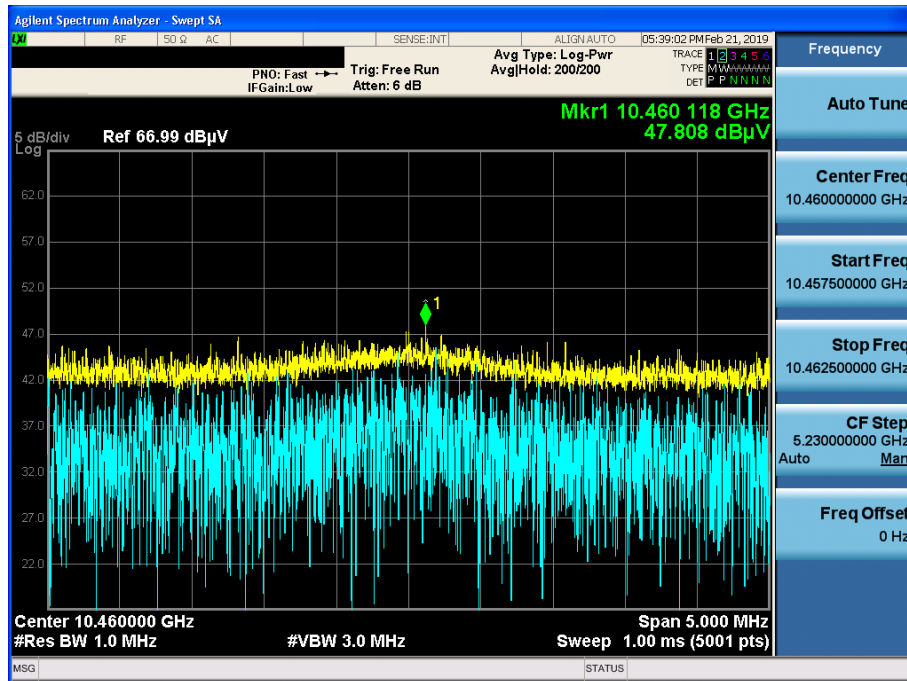 Agilent Spectrum Analyzer - Swept SA
LXI RF 50 Ω AC SENSE:INT ALIGN AUTO 05:39:02 PM Feb 21, 2019
Frequency
PNO: Fast Trig: Free Run Avg Type: Log-Pwr TRACE 1 2 3 4 5 6
IFGain:Low Atten: 6 dB Avg|Hold: 200/200 TYPE M W W W W W
DET P P N N N N
Auto Tune
Mkr1 10.460 118 GHz
47.808 dBµV
5 dB/div Ref 66.99 dBµV
Log
62.0
57.0
52.0
47.0
42.0
37.0
32.0
27.0
22.0
1
Center Freq
10.460000000 GHz
Start Freq
10.457500000 GHz
Stop Freq
10.462500000 GHz
CF Step
5.230000000 GHz
Auto Man
Freq Offset
0 Hz
Center 10.460000 GHz Span 5.000 MHz
#Res BW 1.0 MHz #VBW 3.0 MHz Sweep 1.00 ms (5001 pts)
MSG STATUS